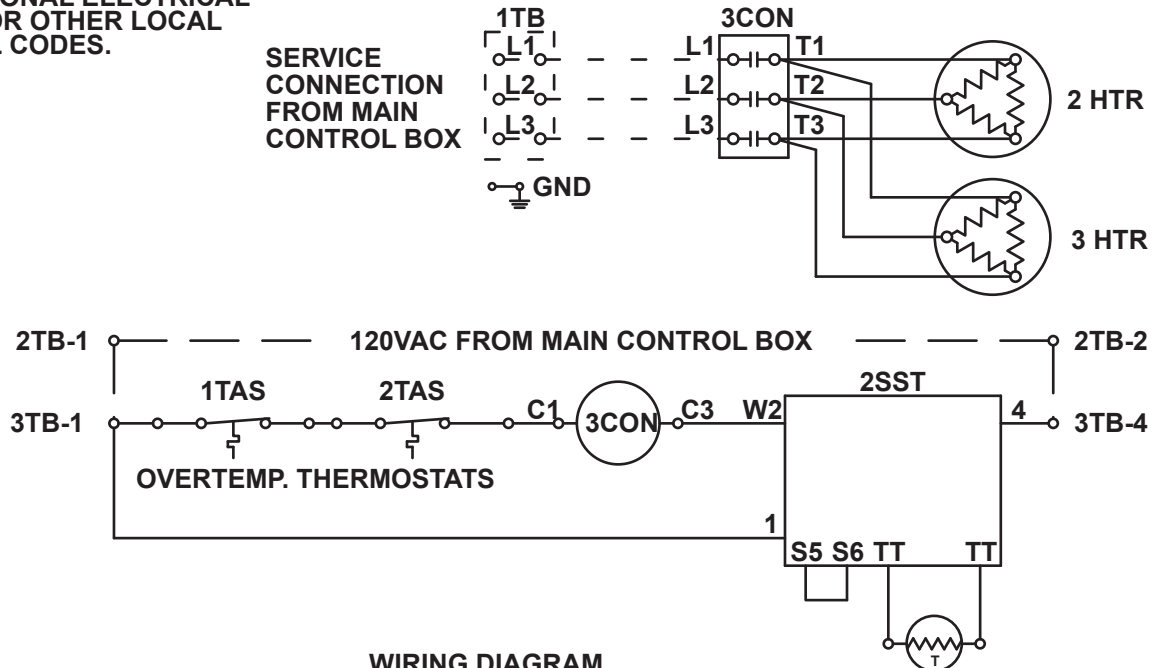 ONAL ELECTRICAL
OR OTHER LOCAL
CODES.
1TB
3CON
SERVICE
CONNECTION
FROM MAIN
CONTROL BOX
L1
L2
L3
GND
L1
L2
L3
T1
T2
T3
2 HTR
3 HTR
2TB-1
120VAC FROM MAIN CONTROL BOX
2TB-2
1TAS
2TAS
2SST
3TB-1
C1
3CON
C3
W2
4
3TB-4
OVERTEMP. THERMOSTATS
1
S5 S6 TT TT
T
WIRING DIAGRAM